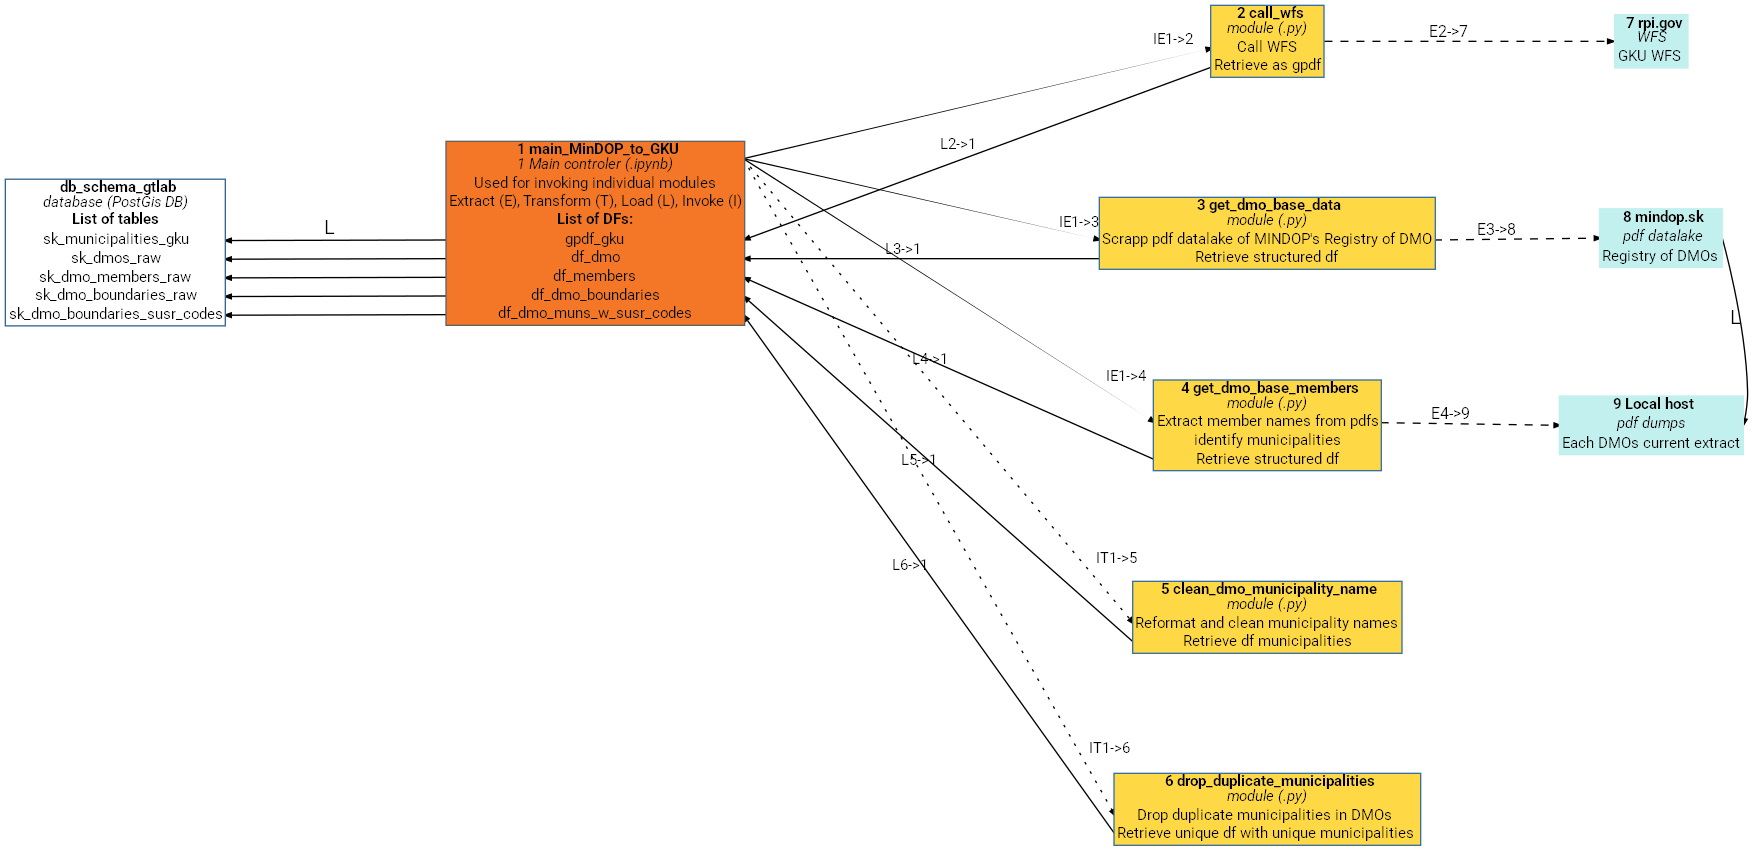 db_schema_gtlab
database (PostGis DB)
List of tables
sk_municipalities_gku
sk_dmos_raw
sk_dmo_members_raw
sk_dmo_boundaries_raw
sk_dmo_boundaries_susr_codes
L
1 main_MinDOP_to_GKU
1 Main controler (.ipynb)
Used for invoking individual modules
Extract (E), Transform (T), Load (L), Invoke (I)
List of DFs:
gpdf_gku
df_dmo
df_members
df_dmo_boundaries
df_dmo_muns_w_susr_codes
IE1->2
L2->1
IE1->3
L3->1
IE1->4
L4->1
L5->1
IT1->5
L6->1
IT1->6
2 call_wfs
module (.py)
Call WFS
Retrieve as gpdf
E2->7
7 rpi.gov
WFS
GKU WFS
3 get_dmo_base_data
module (.py)
Scrapp pdf datalake of MINDOP's Registry of DMO
Retrieve structured df
E3->8
8 mindop.sk
pdf datalake
Registry of DMOs
L
4 get_dmo_base_members
module (.py)
Extract member names from pdfs
identify municipalities
Retrieve structured df
E4->9
9 Local host
pdf dumps
Each DMOs current extract
5 clean_dmo_municipality_name
module (.py)
Reformat and clean municipality names
Retrieve df municipalities
6 drop_duplicate_municipalities
module (.py)
Drop duplicate municipalities in DMOs
Retrieve unique df with unique municipalities